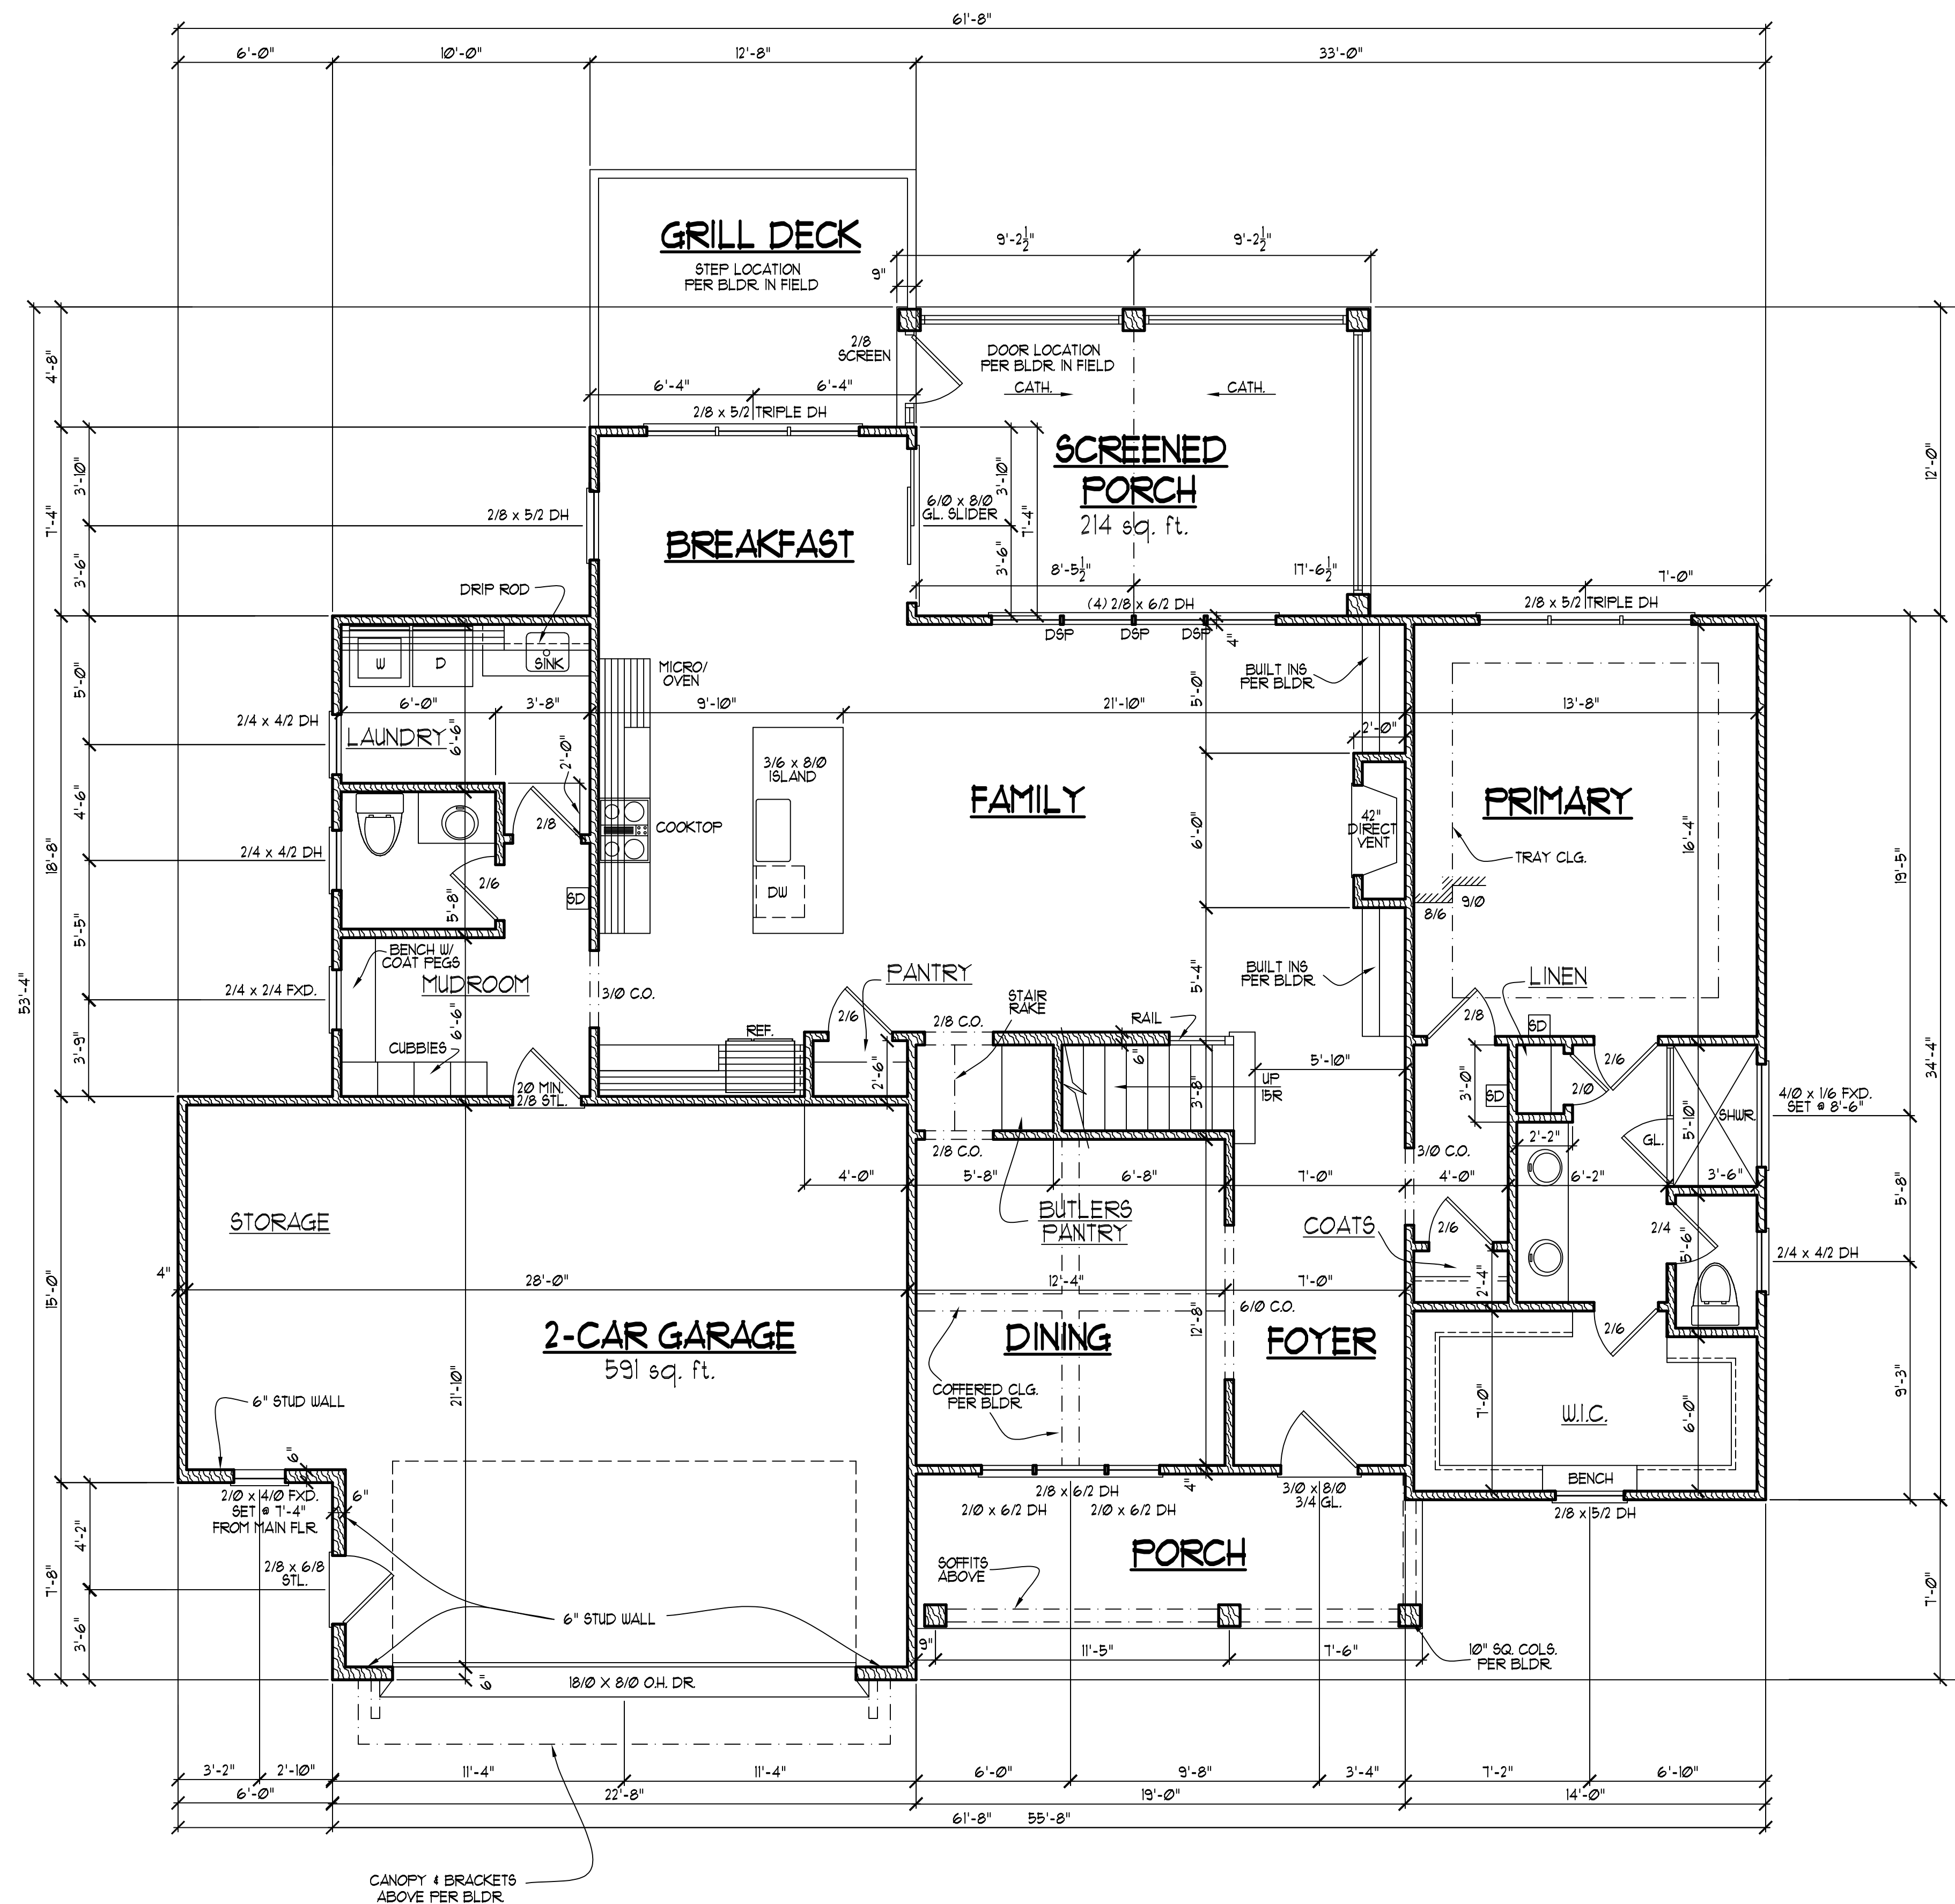 61'-8"
6'-0"
10'-0"
12'-8"
33'-0"
GRILL DECK
STEP LOCATION
PER BLDR. IN FIELD
9'-2 1/2"
9'-2 1/2"
9"
2/8
SCREEN
DOOR LOCATION
PER BLDR. IN FIELD
CATH.
CATH.
4'-8"
12'-0"
6'-4"
6'-4"
2/8 x 5/2 TRIPLE DH
SCREENED
PORCH
214 sq. ft.
3'-10"
7'-4"
3'-6"
3'-10"
7'-4"
3'-6"
2/8 x 5/2 DH
6/0 x 8/0
GL. SLIDER
BREAKFAST
8'-5 1/2"
17'-6 1/2"
7'-0"
DRIP ROD
(4) 2/8 x 6/2 DH
2/8 x 5/2 TRIPLE DH
DSP
DSP
DSP
4"
W
D
SINK
MICRO/
OVEN
BUILT INS
PER BLDR.
5'-0"
5'-0"
6'-0"
3'-8"
9'-10"
21'-10"
13'-8"
2/4 x 4/2 DH
LAUNDRY
6'-6"
2'-0"
2'-0"
3/6 x 8/0
ISLAND
FAMILY
PRIMARY
4'-6"
18'-8"
53'-4"
2/8
COOKTOP
42"
DIRECT
VENT
6'-0"
16'-4"
19'-5"
34'-4"
2/4 x 4/2 DH
TRAY CLG.
2/6
SD
DW
8/6
9/0
5'-8"
5'-5"
BENCH W/
COAT PEGS
MUDROOM
2/4 x 2/4 FXD.
3/0 C.O.
PANTRY
BUILT INS
PER BLDR.
5'-4"
LINEN
STAIR
RAKE
2/6
2/8 C.O.
RAIL
2/8
SD
3'-9"
6'-6"
CUBBIES
REF.
2'-6"
6"
5'-10"
2/6
3'-0"
SD
2/0
20 MIN.
2/8 STL.
3'-8"
UP
15R
5'-10"
SHWR.
4/0 x 1/6 FXD.
SET @ 8'-6"
GL.
2/8 C.O.
3/0 C.O.
2'-2"
4'-0"
5'-8"
6'-8"
7'-0"
4'-0"
6'-2"
3'-6"
5'-8"
STORAGE
BUTLERS
PANTRY
COATS
2/6
2/4
5'-6"
2/4 x 4/2 DH
4"
28'-0"
12'-4"
7'-0"
2'-4"
15'-0"
6/0 C.O.
2-CAR GARAGE
591 sq. ft.
DINING
12'-8"
FOYER
2/6
21'-10"
COFFERED CLG.
PER BLDR.
7'-0"
W.I.C.
6'-0"
9'-3"
6" STUD WALL
6"
BENCH
2/0 x 4/0 FXD.
SET @ 7'-4"
FROM MAIN FLR.
6"
2/8 x 6/2 DH
2/0 x 6/2 DH
2/0 x 6/2 DH
4"
3/0 x 8/0
3/4 GL.
2/8 x 5/2 DH
4'-2"
7'-8"
2/8 x 6/8
STL.
SOFFITS
ABOVE
PORCH
7'-0"
3'-6"
6" STUD WALL
9"
11'-5"
7'-6"
10" SQ. COLS.
PER BLDR.
6"
18/0 X 8/0 O.H. DR.
3'-2"
2'-10"
11'-4"
11'-4"
6'-0"
9'-8"
3'-4"
7'-2"
6'-10"
6'-0"
22'-8"
19'-0"
14'-0"
61'-8"
55'-8"
CANOPY & BRACKETS
ABOVE PER BLDR.